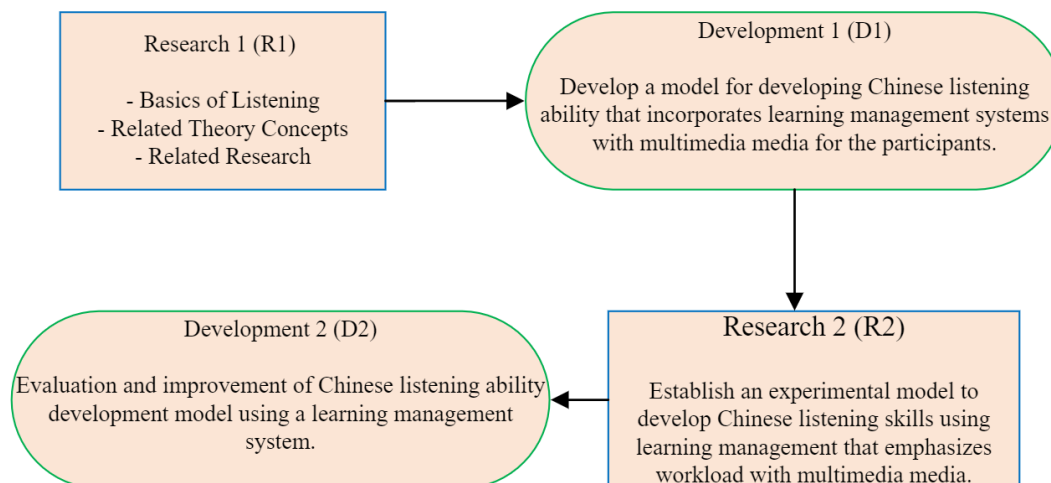 Research 1 (R1)
- Basics of Listening
- Related Theory Concepts
- Related Research
Development 1 (D1)
Develop a model for developing Chinese listening
ability that incorporates learning management systems
with multimedia media for the participants.
Research 2 (R2)
Establish an experimental model to
develop Chinese listening skills using
learning management that emphasizes
workload with multimedia media.
Development 2 (D2)
Evaluation and improvement of Chinese listening ability
development model using a learning management
system.